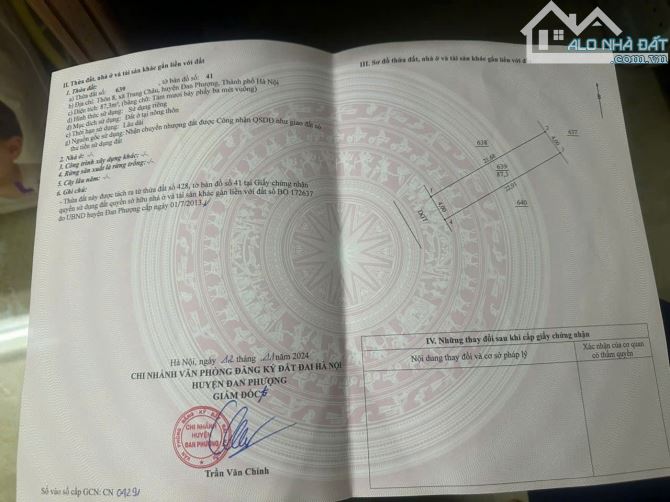 ALO NHÀ ĐẤT
II. Thửa đất, nhà ở và tài sản khác gắn liền với đất
1. Thửa đất:
a) Thửa đất số: 639 , tờ bản đồ số: 41
b) Địa chỉ: Thôn 8, xã Trung Châu, huyện Đan Phượng, Thành phố Hà Nội
c) Diện tích: 87,3m², (bằng chữ: Tám mươi bảy phẩy ba mét vuông)
d) Hình thức sử dụng: Sử dụng riêng
đ) Mục đích sử dụng: Đất ở tại nông thôn
e) Thời hạn sử dụng: Lâu dài
g) Nguồn gốc sử dụng: Nhận chuyển nhượng đất được Công nhận QSDĐ như giao đất có
thu tiền sử dụng đất
2. Nhà ở: -/-
3. Công trình xây dựng khác: -/-
4. Rừng sản xuất là rừng trồng: -/-
5. Cây lâu năm: -/-
6. Ghi chú:
- Thửa đất này được tách ra từ thửa đất số 428, tờ bản đồ số 41 tại Giấy chứng nhận
quyền sử dụng đất quyền sở hữu nhà ở và tài sản khác gắn liền với đất số BO 172637
do UBND huyện Đan Phượng cấp ngày 01/7/2013
Hà Nội, ngày 12 tháng năm 2024
CHI NHÁNH VĂN PHÒNG ĐĂNG KÝ ĐẤT ĐAI HÀ NỘI
HUYỆN ĐAN PHƯỢNG
GIÁM ĐỐC
CHI NHÁNH
HUYỆN
ĐAN PHƯỢNG
Trần Văn Chinh
Số vào sổ cấp GCN: CN
III. Sơ đồ thửa đất, nhà ở và tài sản khác gắn liền với đ
638
637
21.66
4.00
639
87,3
22.01
4.00
640
ĐGT
IV. Những thay đổi sau khi cấp giấy chứng nhận
Nội dung thay đổi và cơ sở pháp lý
Xác nhận của cơ quan
có thẩm quyền